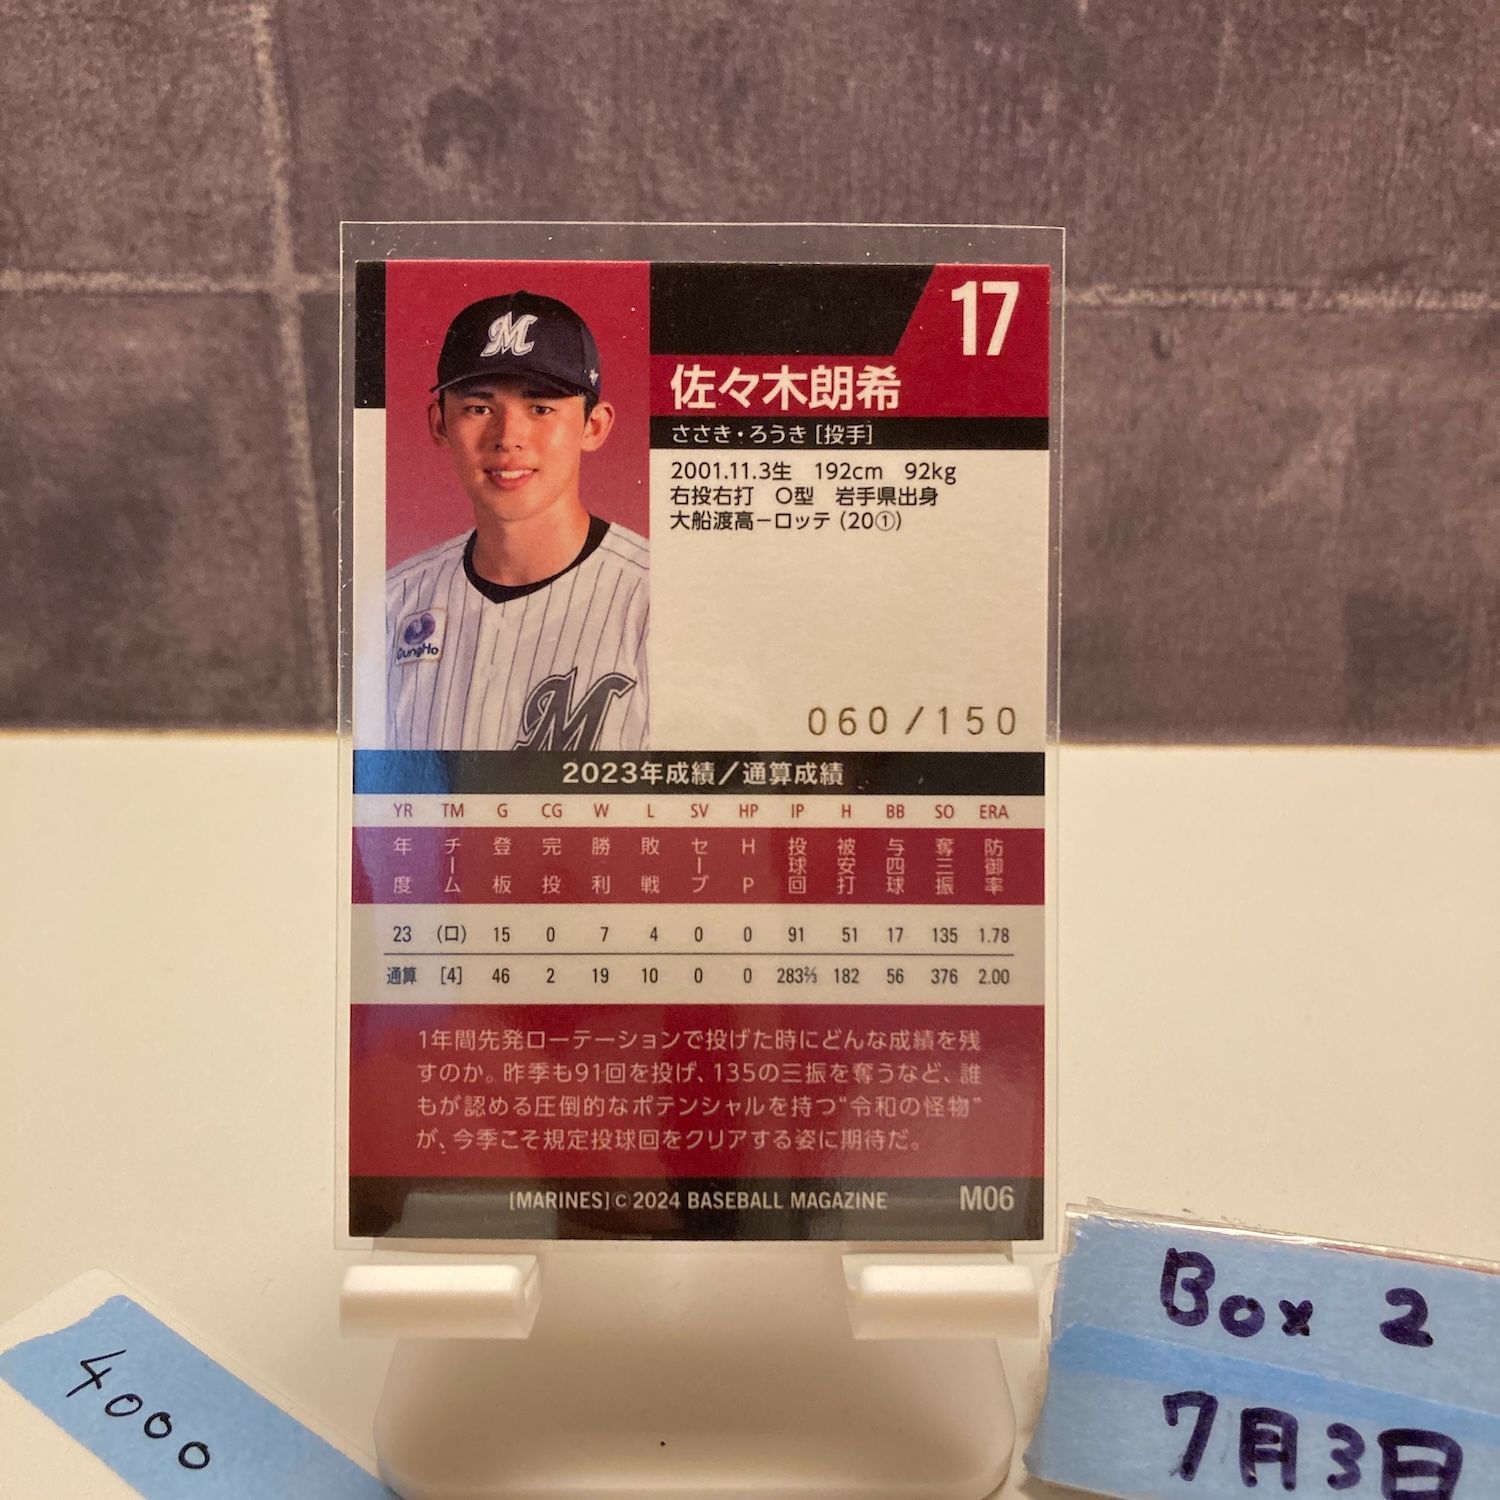 M
17
佐々木朗希
ささき・ろうき [投手]
2001.11.3生 192cm 92kg
右投右打 O型 岩手県出身
大船渡高－ロッテ (20①)
GungHo
M
060/150
2023年成績／通算成績
YR TM G CG W L SV HP IP H BB SO ERA
年度 チーム 登板 完投 勝利 敗戦 セーブ HP 投球回 被安打 与四球 奪三振 防御率
23 (ロ) 15 0 7 4 0 0 91 51 17 135 1.78
通算 [4] 46 2 19 10 0 0 283⅔ 182 56 376 2.00
1年間先発ローテーションで投げた時にどんな成績を残
すのか。昨季も91回を投げ、135の三振を奪うなど、誰
もが認める圧倒的なポテンシャルを持つ“令和の怪物”
が、今季こそ規定投球回をクリアする姿に期待だ。
[MARINES]©2024 BASEBALL MAGAZINE M06
4000
Box 2
7月3日